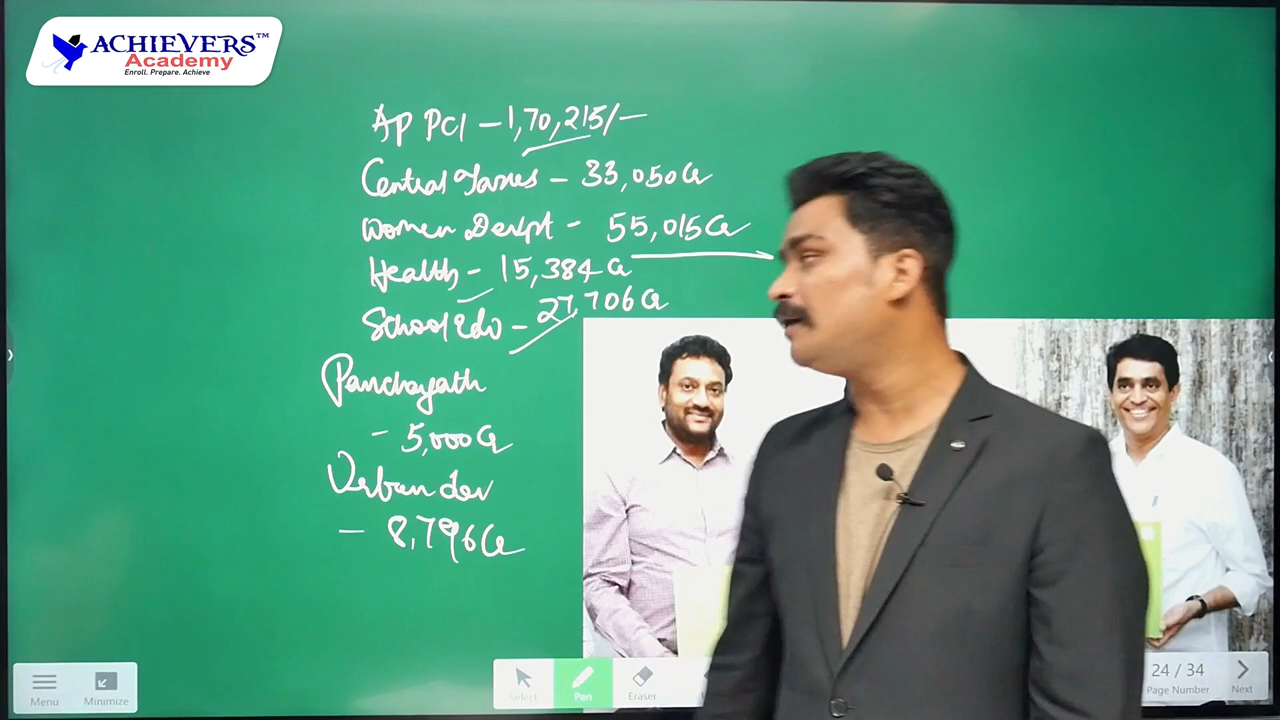 ACHIEVERS™
Academy
Enroll. Prepare. Achieve
AP PCI - 1,70,215/-
Central Taxes - 33,050 Cr
Women Devlpt - 55,015 Cr
Health - 15,384 Cr
School Edu - 27,706 Cr
Panchayath
- 5,000 Cr
Urban dev
- 8,796 Cr
Menu
Minimize
Select
Pen
Eraser
24 / 34
Page Number
Next